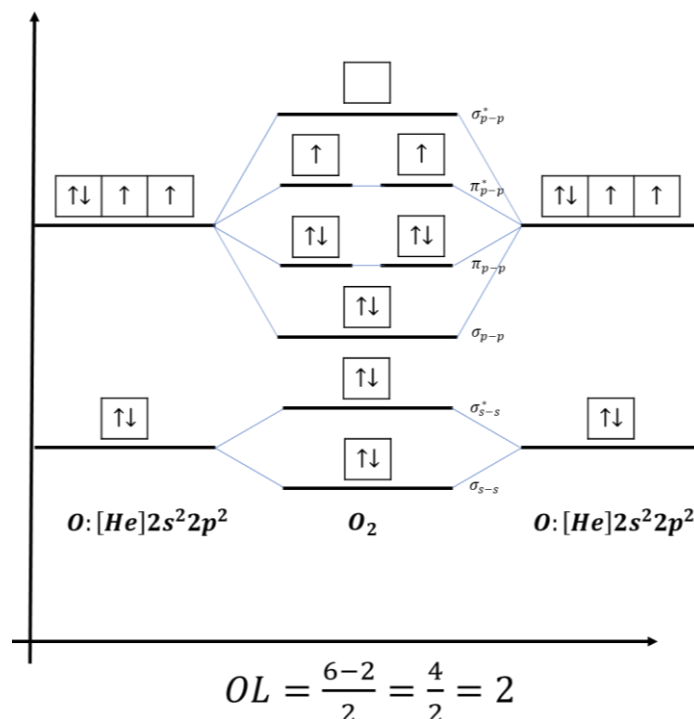 σ*p−p
↑ ↑
π*p−p
↑↓ ↑ ↑
↑↓ ↑ ↑
↑↓ ↑↓
πp−p
↑↓
σp−p
↑↓
σ*s−s
↑↓
↑↓
↑↓
σs−s
O: [He]2s²2p²
O₂
O: [He]2s²2p²
OL = 6−2/2 = 4/2 = 2